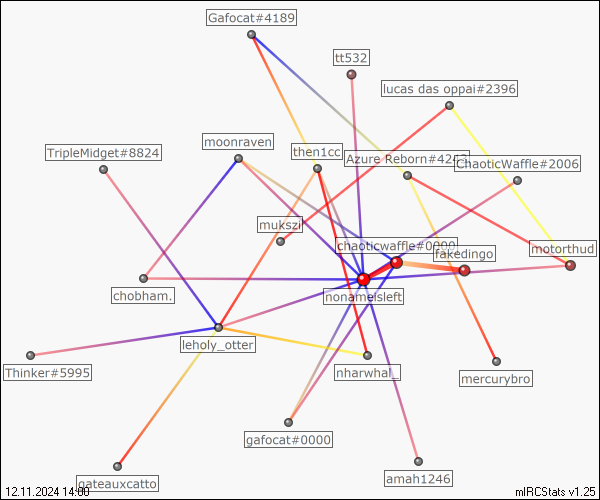 Gafocat#4189
tt532
lucas das oppai#2396
moonraven
then1cc
TripleMidget#8824
Azure Reborn#4243
ChaoticWaffle#2006
mukszi
chaoticwaffle#0000
fakedingo
motorthud
chobham.
nonameisleft
leholy_otter
Thinker#5995
nharwhal_
mercurybro
gafocat#0000
gateauxcatto
amah1246
12.11.2024 14:00
mIRCStats v1.25